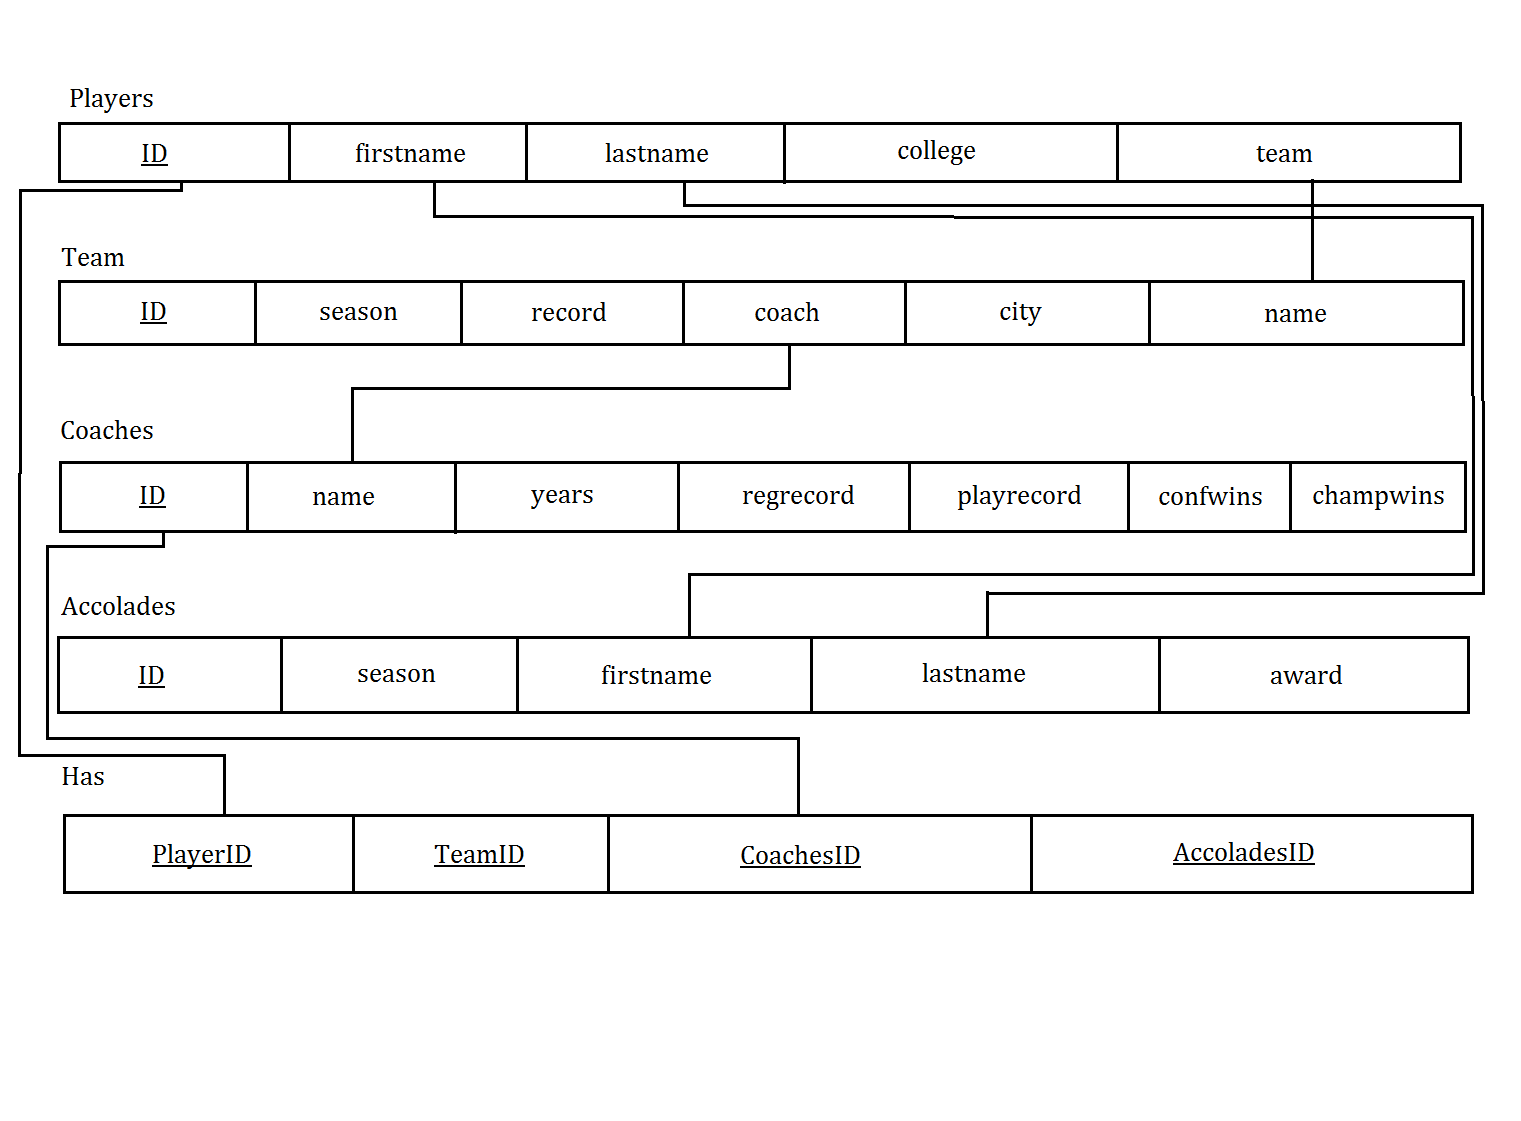 Players
ID firstname lastname college team
Team
ID season record coach city name
Coaches
ID name years regrecord playrecord confwins champwins
Accolades
ID season firstname lastname award
Has
PlayerID TeamID CoachesID AccoladesID